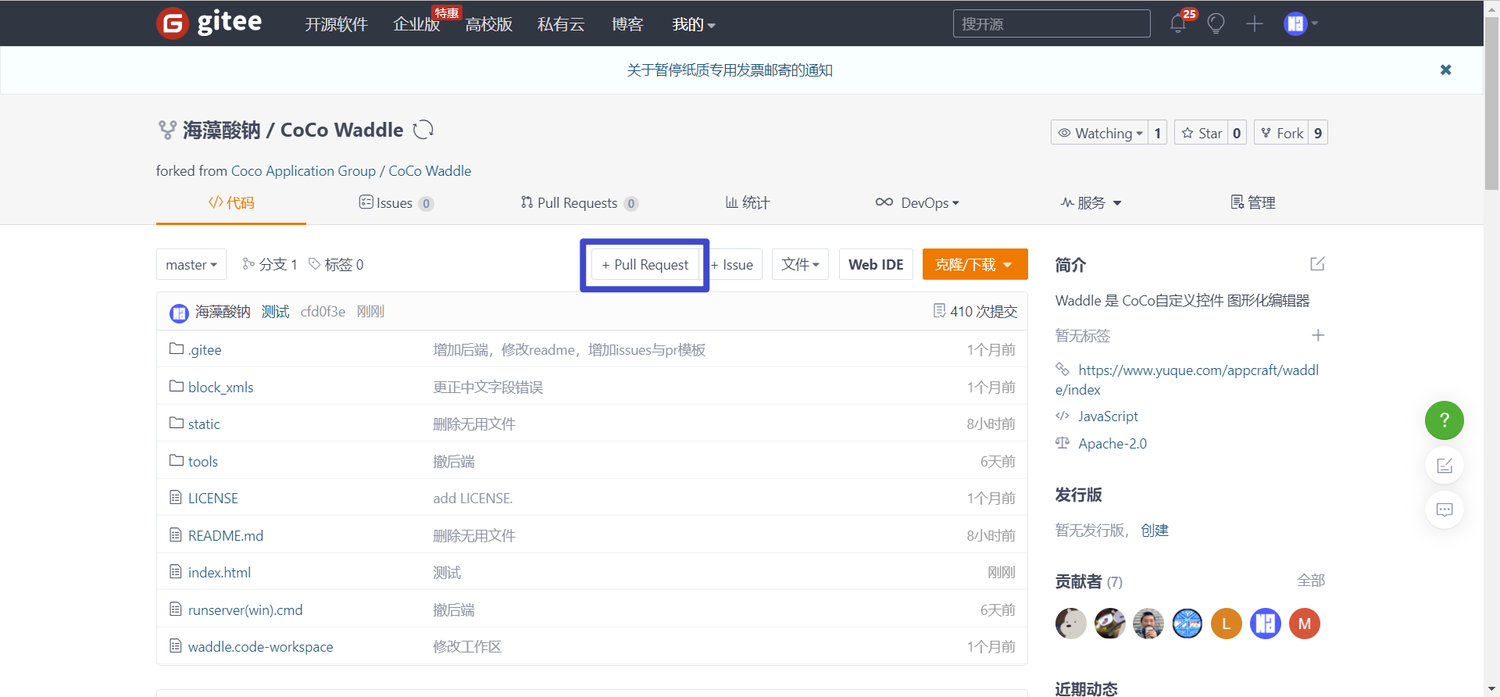 gitee 开源软件 企业版 特惠 高校版 私有云 博客 我的 搜开源 25
关于暂停纸质专用发票邮寄的通知
海藻酸钠 / CoCo Waddle Watching 1 Star 0 Fork 9
forked from Coco Application Group / CoCo Waddle
代码 Issues 0 Pull Requests 0 统计 DevOps 服务 管理
master 分支 1 标签 0 + Pull Request + Issue 文件 Web IDE 克隆/下载
海藻酸钠 测试 cfd0f3e 刚刚 410 次提交
.gitee 增加后端，修改readme，增加issues与pr模板 1个月前
block_xmls 更正中文字段错误 1个月前
static 删除无用文件 8小时前
tools 撤后端 6天前
LICENSE add LICENSE. 1个月前
README.md 删除无用文件 8小时前
index.html 测试 刚刚
runserver(win).cmd 撤后端 6天前
waddle.code-workspace 修改工作区 1个月前
简介
Waddle 是 CoCo自定义控件 图形化编辑器
暂无标签
https://www.yuque.com/appcraft/waddl
e/index
JavaScript
Apache-2.0
发行版
暂无发行版， 创建
贡献者 (7) 全部
L M
近期动态
?